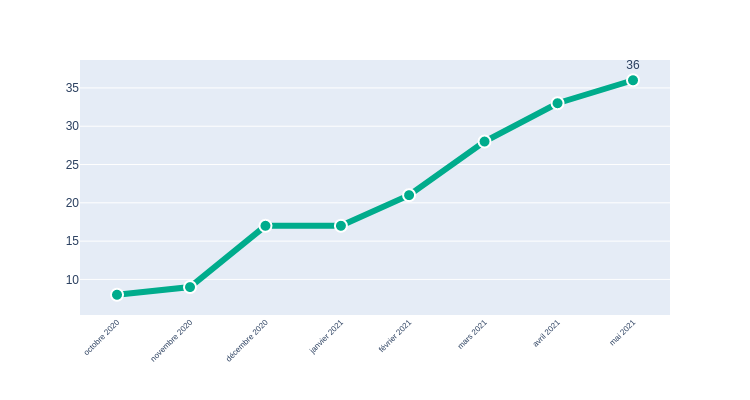 36
35
30
25
20
15
10
octobre 2020
novembre 2020
décembre 2020
janvier 2021
février 2021
mars 2021
avril 2021
mai 2021